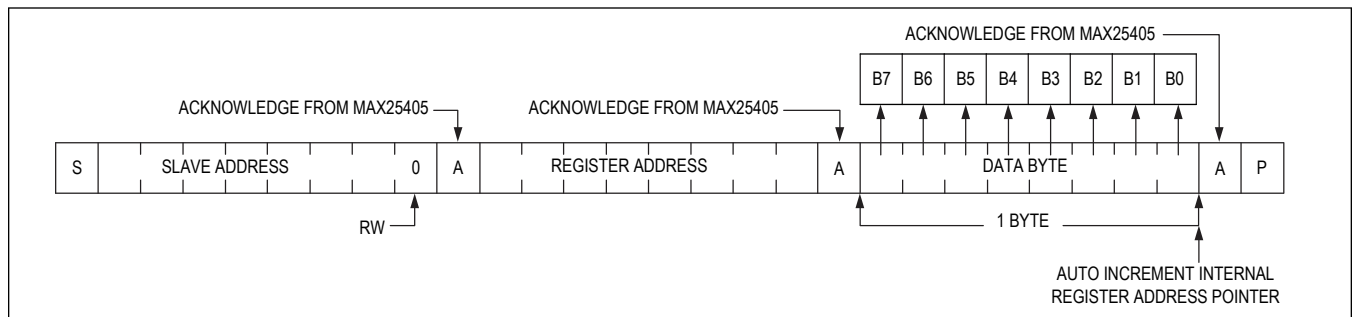 ACKNOWLEDGE FROM MAX25405
B7 B6 B5 B4 B3 B2 B1 B0
ACKNOWLEDGE FROM MAX25405 ACKNOWLEDGE FROM MAX25405
S SLAVE ADDRESS 0 A REGISTER ADDRESS A DATA BYTE A P
RW 1 BYTE
AUTO INCREMENT INTERNAL
REGISTER ADDRESS POINTER